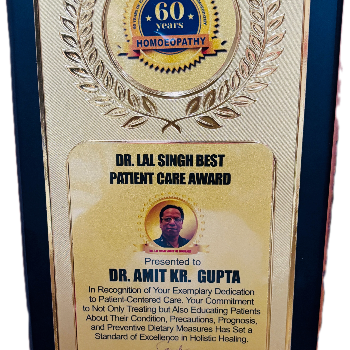 60
years
HOMOEOPATHY
DR. LAL SINGH BEST
PATIENT CARE AWARD
Presented to
DR. AMIT KR. GUPTA
In Recognition of Your Exemplary Dedication
to Patient-Centered Care. Your Commitment
to Not Only Treating but Also Educating Patients
About Their Condition, Precautions, Prognosis,
and Preventive Dietary Measures Has Set a
Standard of Excellence in Holistic Healing.